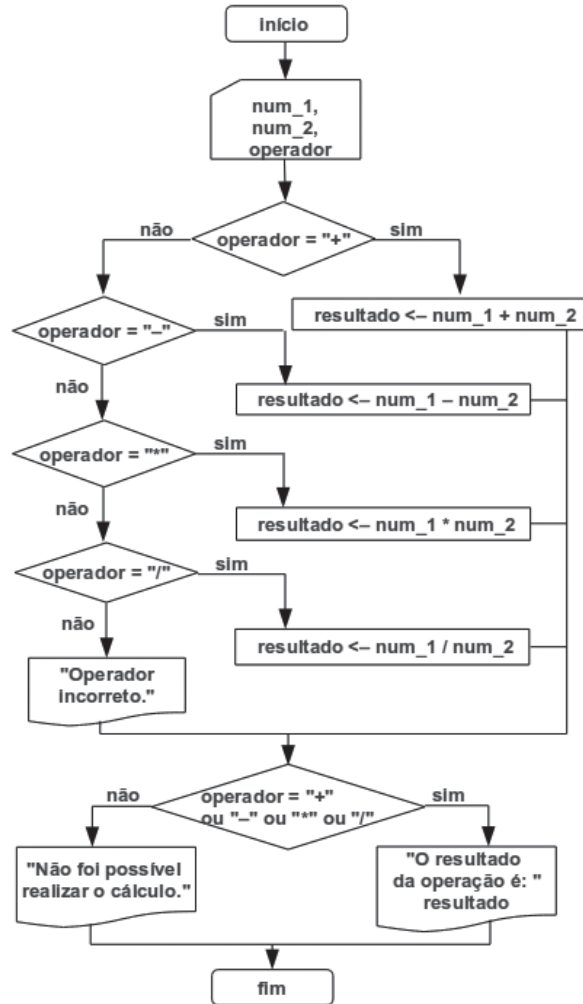 início
num_1,
num_2,
operador
não
operador = "+"
sim
operador = "–"
sim
resultado <– num_1 + num_2
não
resultado <– num_1 – num_2
operador = "*"
sim
não
resultado <– num_1 * num_2
operador = "/"
sim
não
resultado <– num_1 / num_2
"Operador
incorreto."
não
operador = "+"
ou "–" ou "*" ou "/"
sim
"Não foi possível
realizar o cálculo."
"O resultado
da operação é: "
resultado
fim